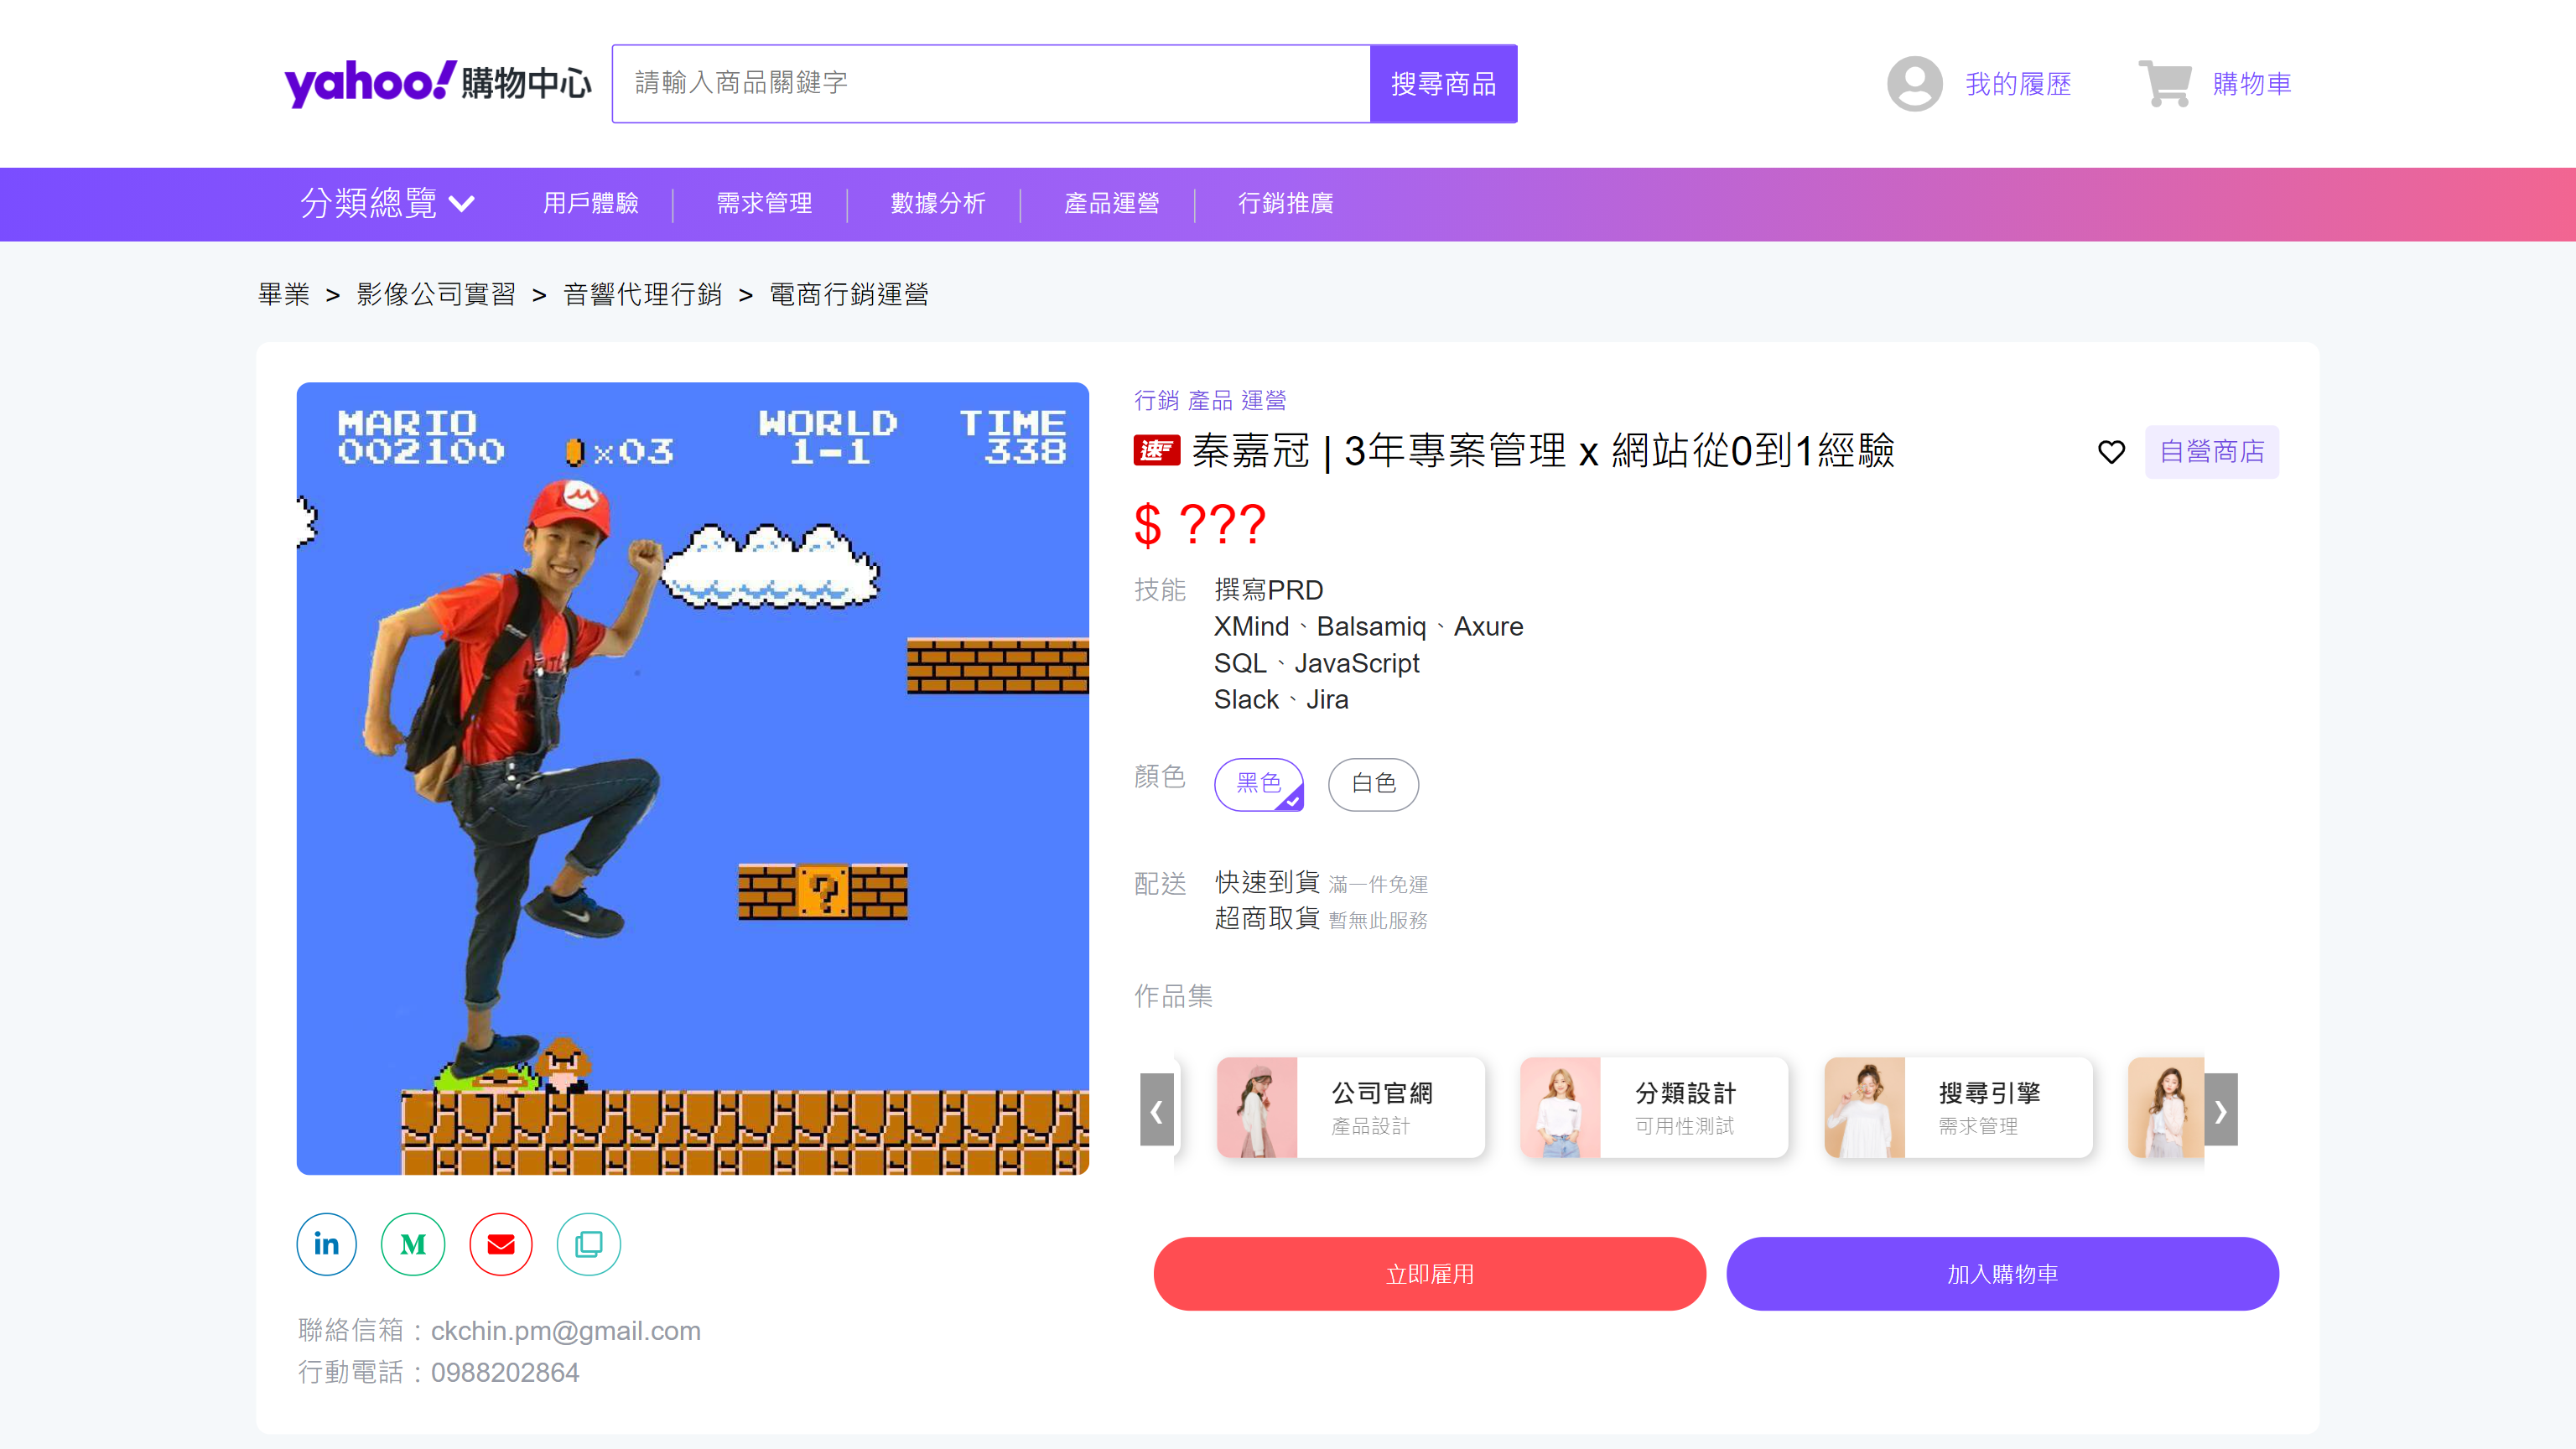 yahoo!購物中心
請輸入商品關鍵字
搜尋商品
我的履歷
購物車
分類總覽
用戶體驗
需求管理
數據分析
產品運營
行銷推廣
畢業 > 影像公司實習 > 音響代理行銷 > 電商行銷運營
MARIO
002100
×03
WORLD
1-1
TIME
338
?
行銷 產品 運營
速 秦嘉冠 | 3年專案管理 x 網站從0到1經驗
自營商店
$ ???
技能
撰寫PRD
XMind、Balsamiq、Axure
SQL、JavaScript
Slack、Jira
顏色
黑色
白色
配送
快速到貨 滿一件免運
超商取貨 暫無此服務
作品集
❮
公司官網
產品設計
分類設計
可用性測試
搜尋引擎
需求管理
❯
in
M
立即雇用
加入購物車
聯絡信箱：ckchin.pm@gmail.com
行動電話：0988202864